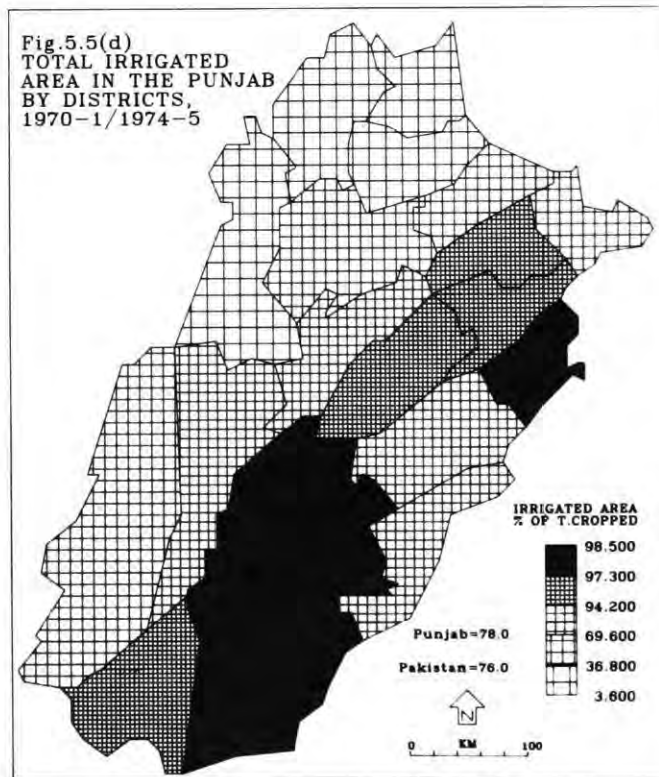 Fig.5.5(d)
TOTAL IRRIGATED
AREA IN THE PUNJAB
BY DISTRICTS,
1970-1/1974-5
IRRIGATED AREA
% OF T.CROPPED
98.500
97.300
94.200
69.600
36.800
3.600
Punjab=78.0
Pakistan=76.0
N
0 KM 100